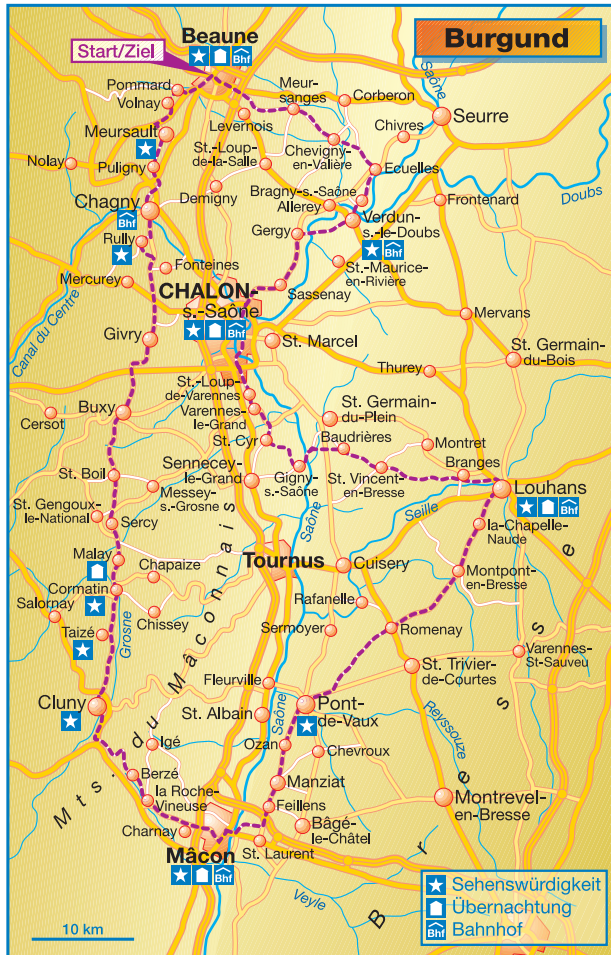 Burgund
Beaune
Bhf
Start/Ziel
Saône
Pommard
Volnay
Meur-
sanges
Corberon
Seurre
Levernois
Chivres
Meursault
St.-Loup-
de-la-Salle
Chevigny-
en-Valière
Nolay
Puligny
Ecuelles
Doubs
Demigny
Bragny-s.-Saône
Allerey
Frontenard
Chagny
Bhf
Gergy
Verdun-
s.-le-Doubs
Bhf
Rully
Fonteines
St.-Maurice-
en-Rivière
Mercurey
CHALON-
s.-Saône
Bhf
Sassenay
Canal du Centre
Mervans
Givry
St. Marcel
St. Germain-
du-Bois
Thurey
St.-Loup-
de-Varennes
Varennes-
le-Grand
St. Germain-
du-Plein
Cersot
Buxy
St. Cyr
Baudrières
Montret
St. Boil
Sennecey-
le-Grand
Gigny-
s.-Saône
St. Vincent-
en-Bresse
Branges
Messey-
s.-Grosne
Louhans
Bhf
St. Gengoux-
le-National
Sercy
Saône
Seille
la-Chapelle-
Naude
Malay
Chapaize
Tournus
Cuisery
Montpont-
en-Bresse
Cormatin
Salornay
Chissey
Rafanelle
Taizé
Grosne
Sermoyer
Romenay
Varennes-
St-Sauveu
St. Trivier-
de-Courtes
Fleurville
Cluny
St. Albain
Saône
Pont-
de-Vaux
Reyssouze
Mts. du Mâconnais
Igé
Ozan
Chevroux
Berzé
la Roche-
Vineuse
Manziat
Montrevel-
en-Bresse
Feillens
Charnay
Bâgé-
le-Châtel
Mâcon
Bhf
St. Laurent
Veyle
Bresse
Sehenswürdigkeit
Übernachtung
Bhf Bahnhof
10 km